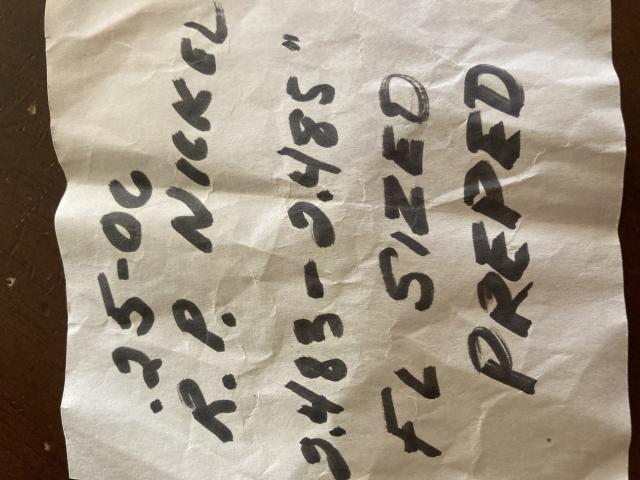 .25-06
R.P. NICKEL
2.483-2.485"
FL SIZED
PREPED